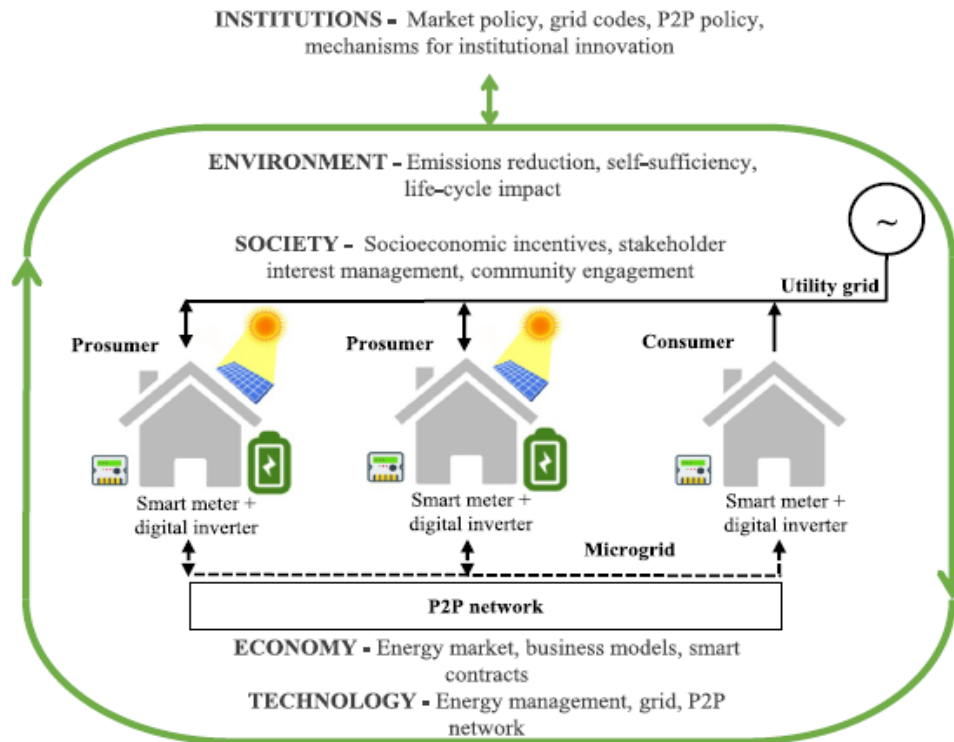 INSTITUTIONS - Market policy, grid codes, P2P policy,
mechanisms for institutional innovation
ENVIRONMENT - Emissions reduction, self-sufficiency,
life-cycle impact
~
SOCIETY - Socioeconomic incentives, stakeholder
interest management, community engagement
Utility grid
Prosumer
Prosumer
Consumer
Smart meter +
digital inverter
Smart meter +
digital inverter
Smart meter +
digital inverter
Microgrid
P2P network
ECONOMY - Energy market, business models, smart
contracts
TECHNOLOGY - Energy management, grid, P2P
network